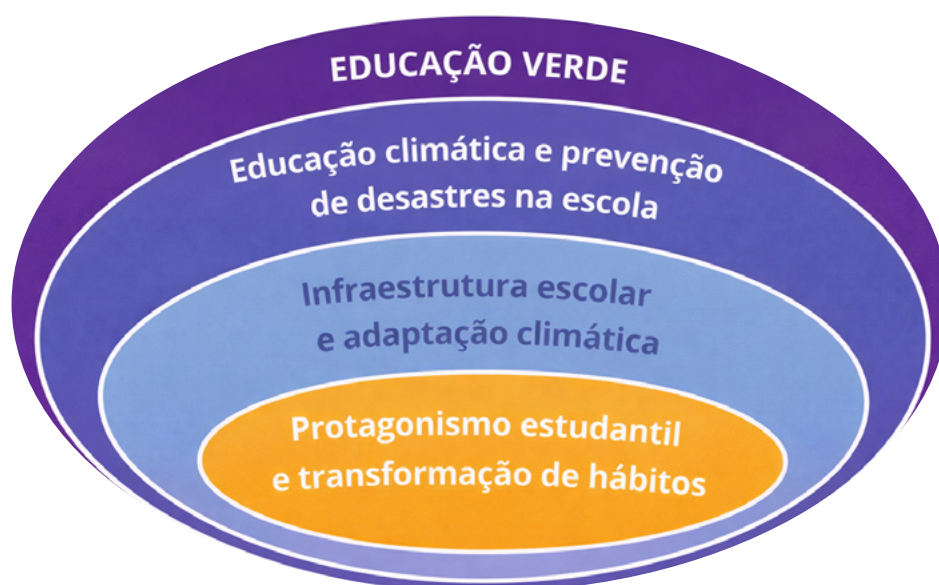 EDUCAÇÃO VERDE
Educação climática e prevenção
de desastres na escola
Infraestrutura escolar
e adaptação climática
Protagonismo estudantil
e transformação de hábitos